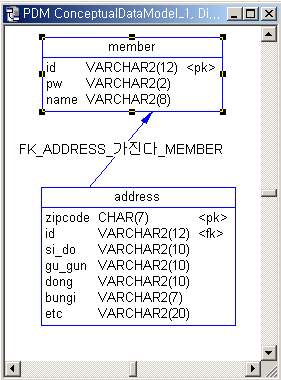 PDM ConceptualDataModel_1, DI
member
id VARCHAR2(12) <pk>
pw VARCHAR2(2)
name VARCHAR2(8)
FK_ADDRESS_가진다_MEMBER
address
zipcode CHAR(7) <pk>
id VARCHAR2(12) <fk>
si_do VARCHAR2(10)
gu_gun VARCHAR2(10)
dong VARCHAR2(10)
bungi VARCHAR2(7)
etc VARCHAR2(20)